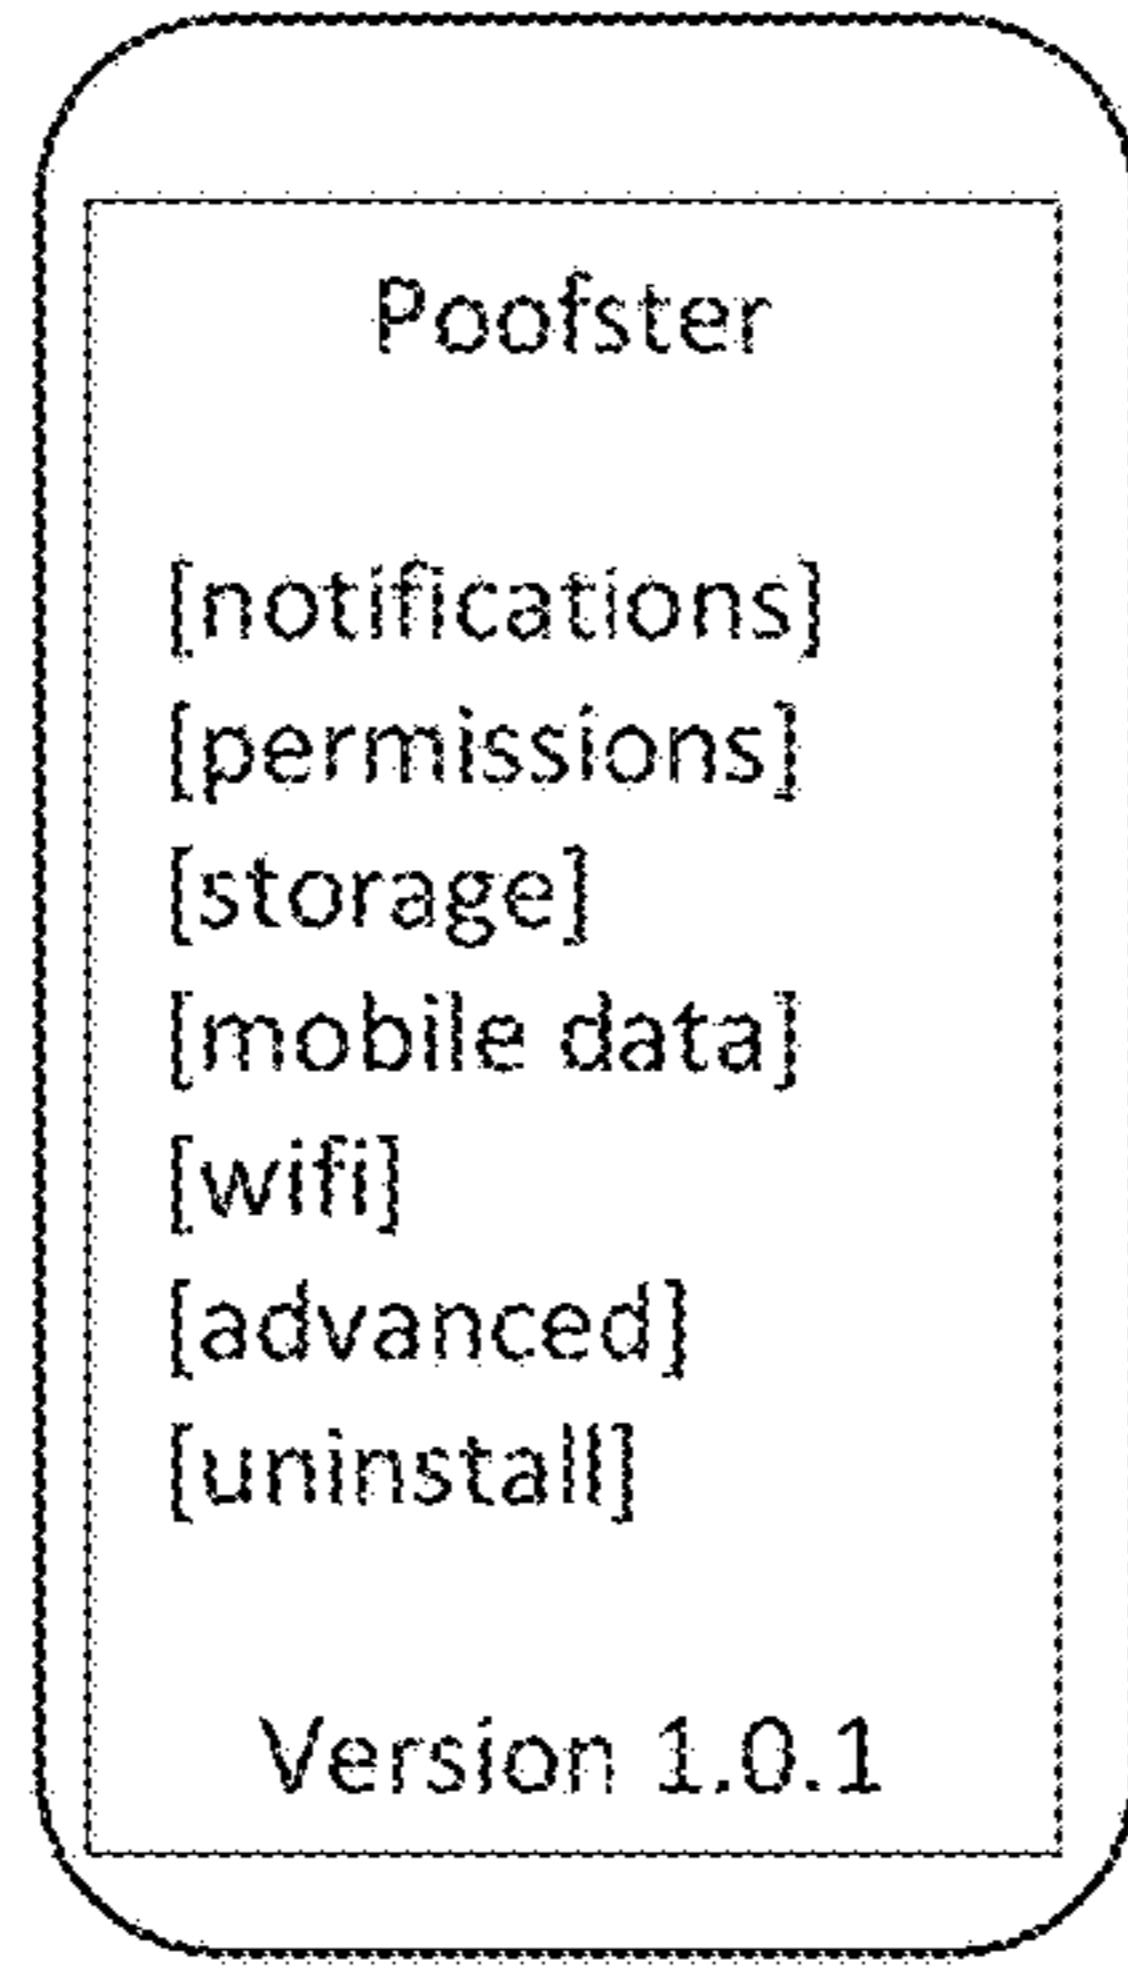 Poofster
[notifications]
[permissions]
[storage]
[mobile data]
[wifi]
[advanced]
[uninstall]
Version 1.0.1